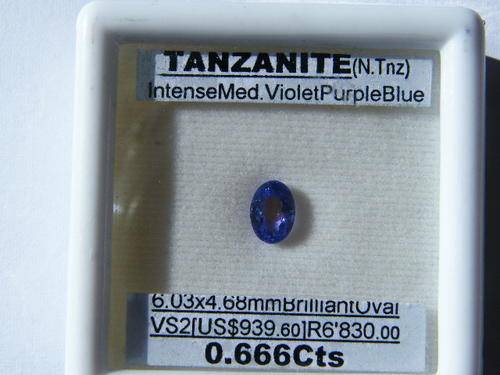 TANZANITE(N.Tnz)
IntenseMed.VioletPurpleBlue
6.03x4.68mmBrilliantOval
VS2[US$939.60]R6'830.00
0.666Cts